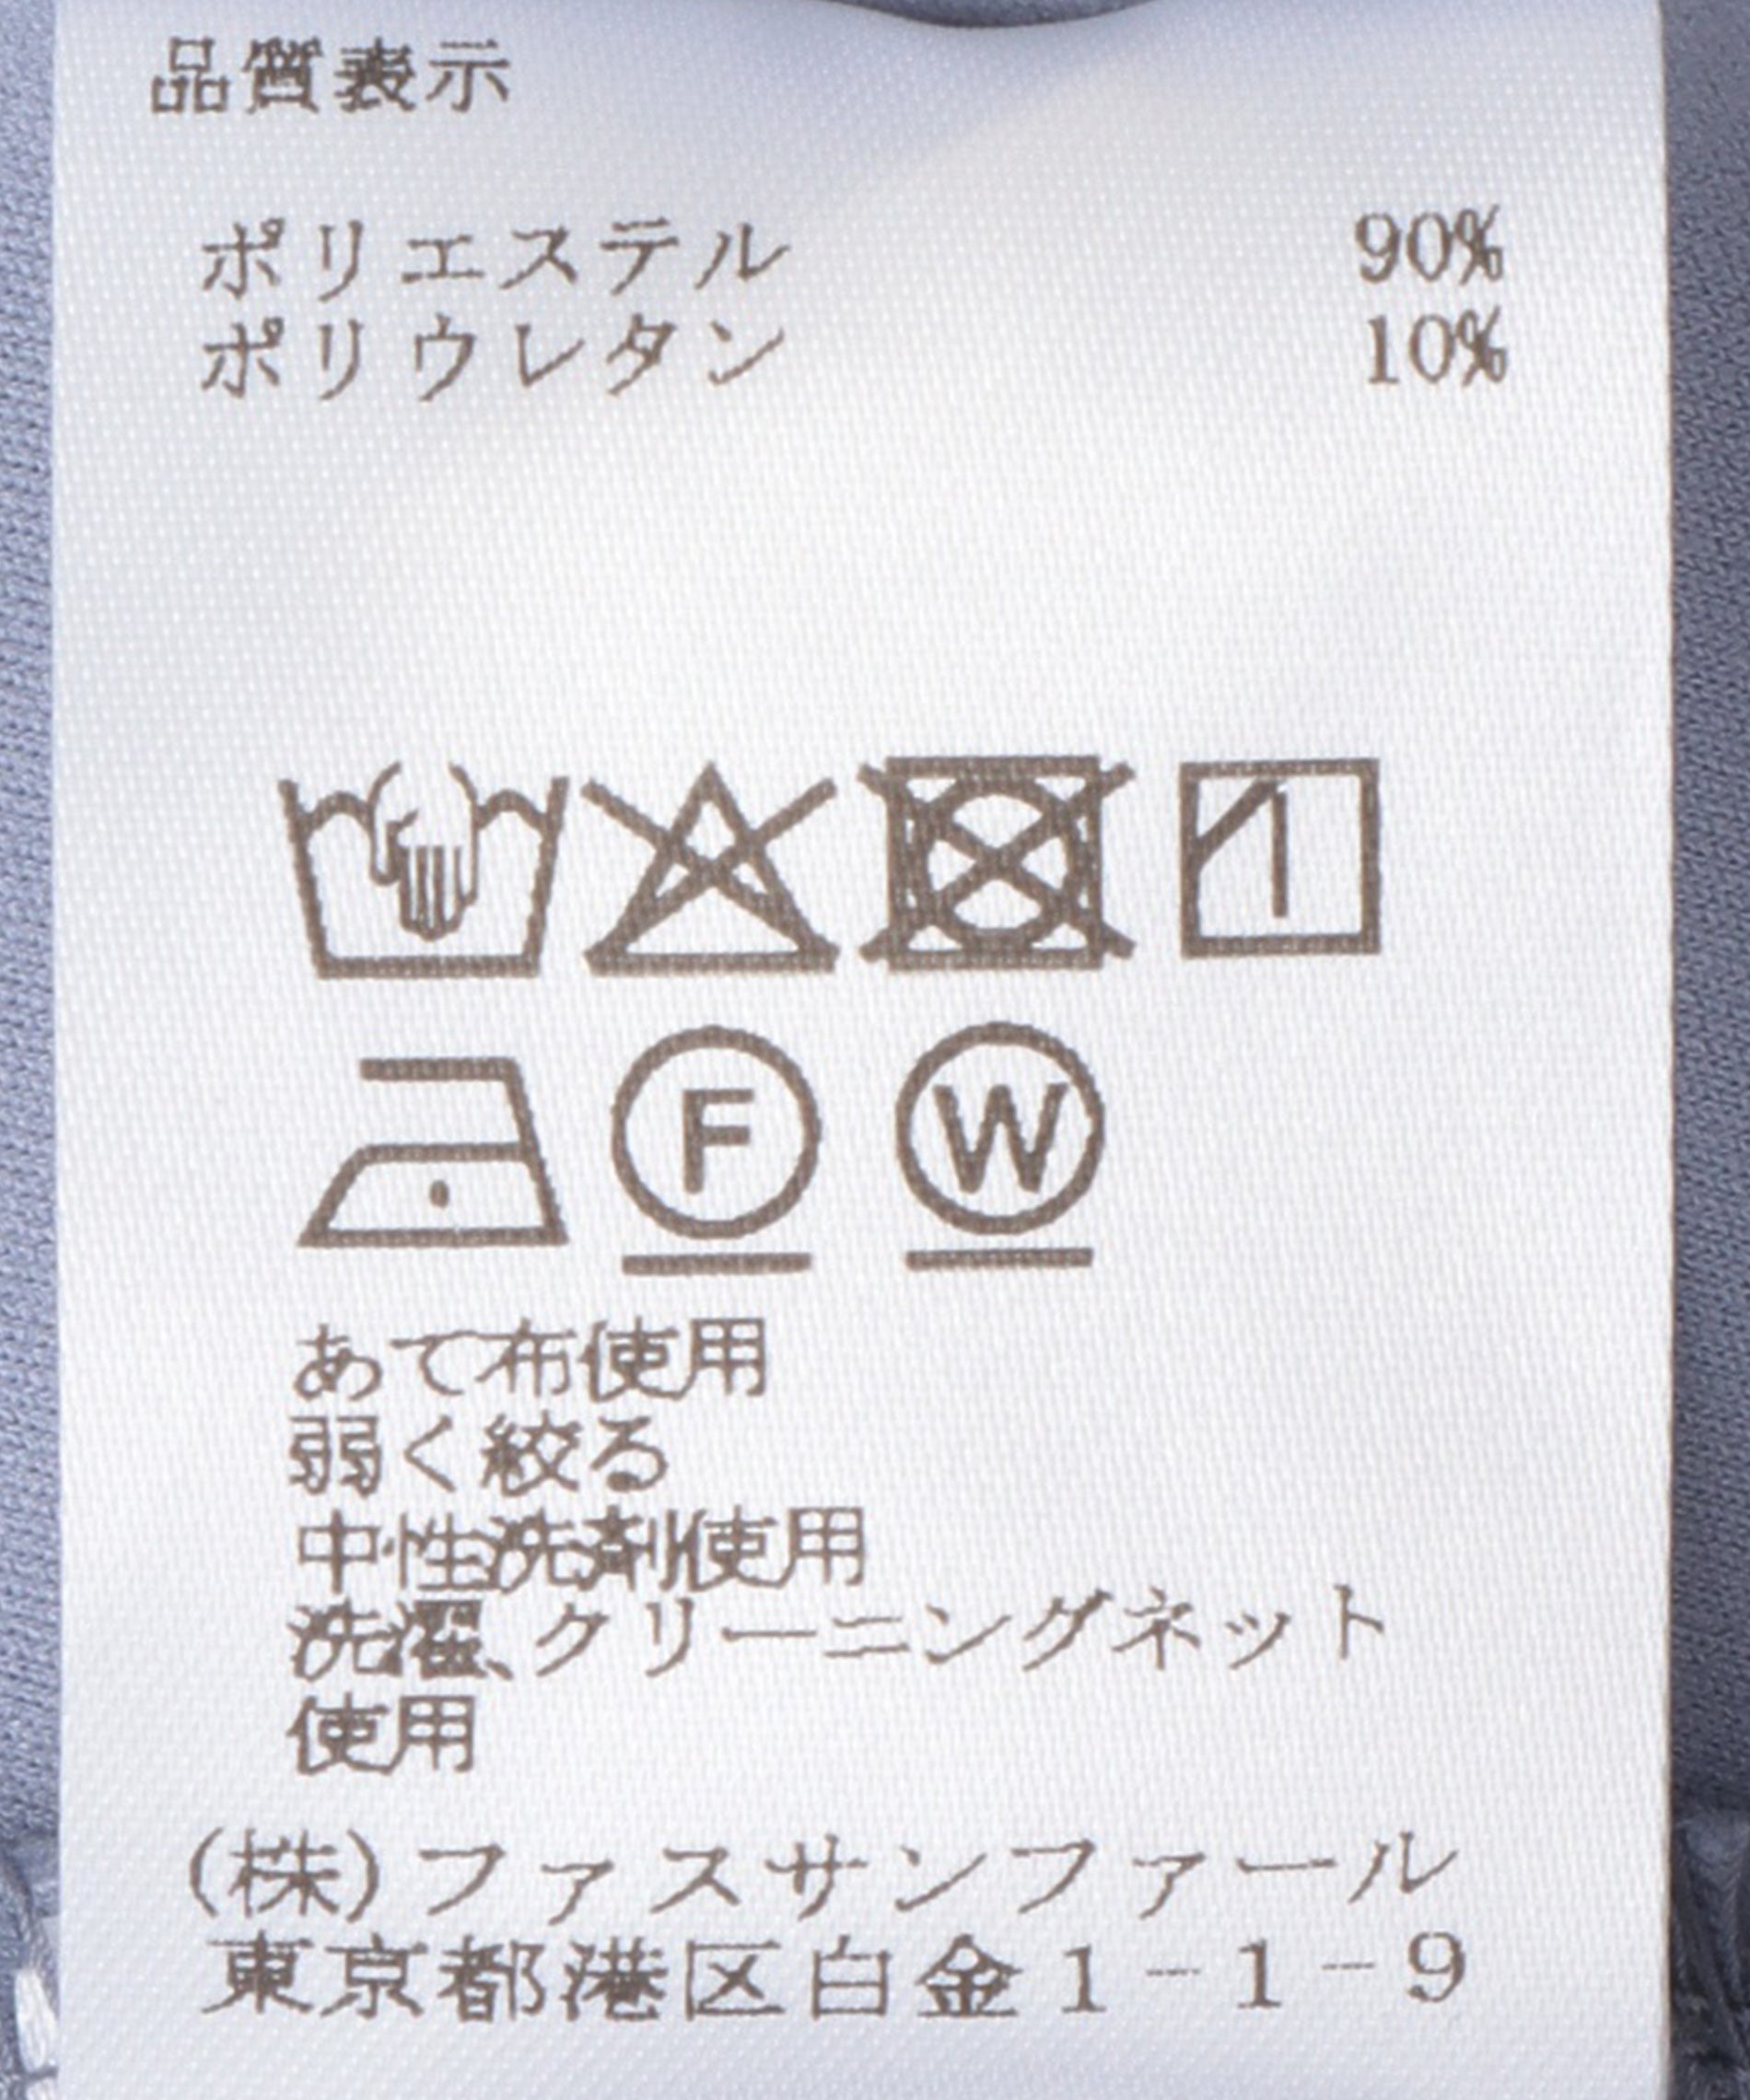 品質表示
ポリエステル 90%
ポリウレタン 10%
F W
あて布使用
弱く絞る
中性洗剤使用
洗濯、クリーニングネット
使用
(株)ファスサンファール
東京都港区白金1-1-9